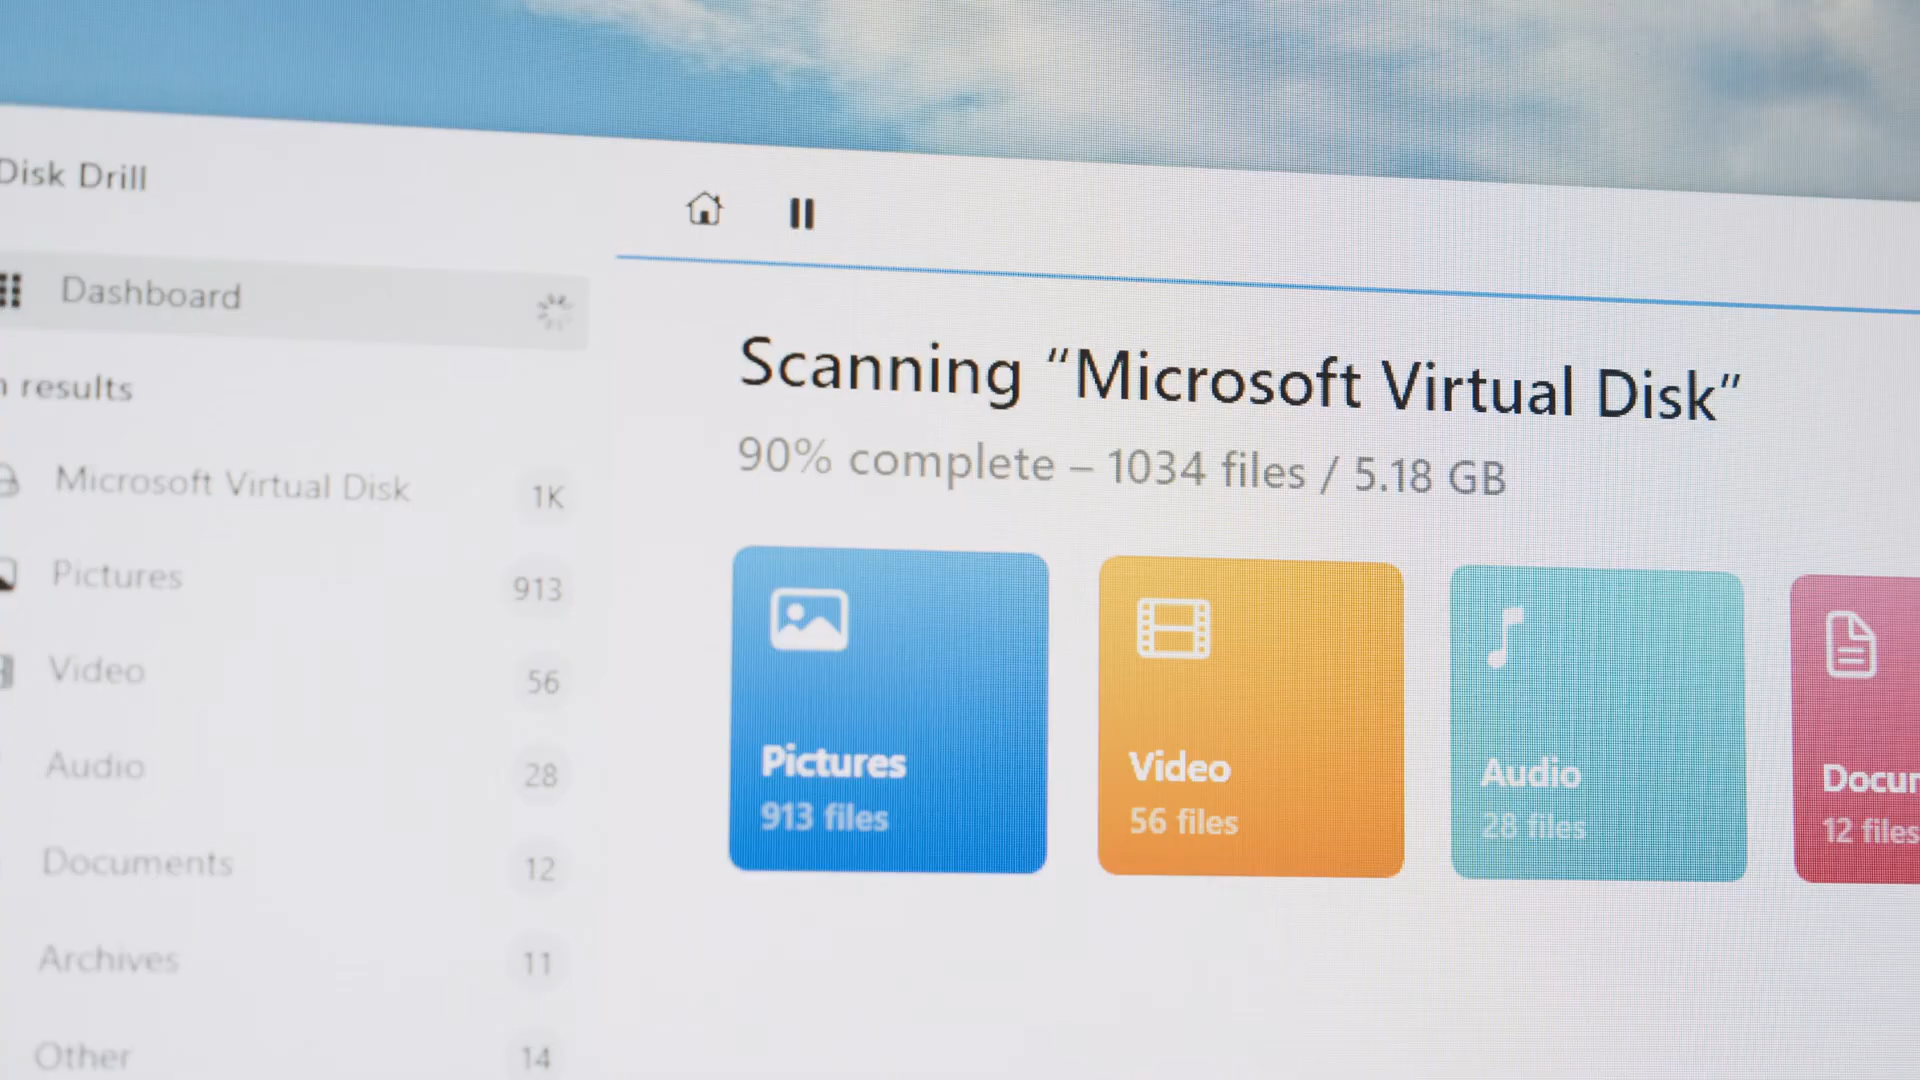 Disk Drill
Dashboard
results
Microsoft Virtual Disk 1K
Pictures 913
Video 56
Audio 28
Documents 12
Archives 11
Other 14
Scanning “Microsoft Virtual Disk”
90% complete – 1034 files / 5.18 GB
Pictures
913 files
Video
56 files
Audio
28 files
Docum
12 files